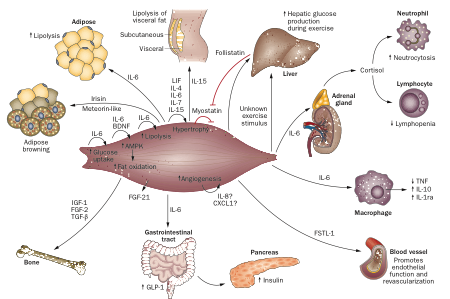 Adipose
↑ Lipolysis
Lipolysis of
visceral fat
Subcutaneous
Visceral
↑ Hepatic glucose
production
during exercise
Neutrophil
↑ Neutrocytosis
Follistatin
Liver
Cortisol
Adrenal
gland
Lymphocyte
↓ Lymphopenia
IL-6
LIF
IL-4
IL-6
IL-7
IL-15
IL-15
Irisin
Meteorin-like
Myostatin
Unknown
exercise
stimulus
IL-6
Adipose
browning
IL-6
IL-6
BDNF
IL-6
↑ Lipolysis
Hypertrophy
↑ Glucose
uptake
↑ AMPK
↑ Fat oxidation
↑ Angiogenesis
IL-8?
CXCL1?
FGF-21
IL-6
IL-6
Macrophage
↓ TNF
↑ IL-10
↑ IL-1ra
IGF-1
FGF-2
TGF-β
Bone
Gastrointestinal
tract
↑ GLP-1
Pancreas
↑ Insulin
FSTL-1
Blood vessel
Promotes
endothelial
function and
revascularization